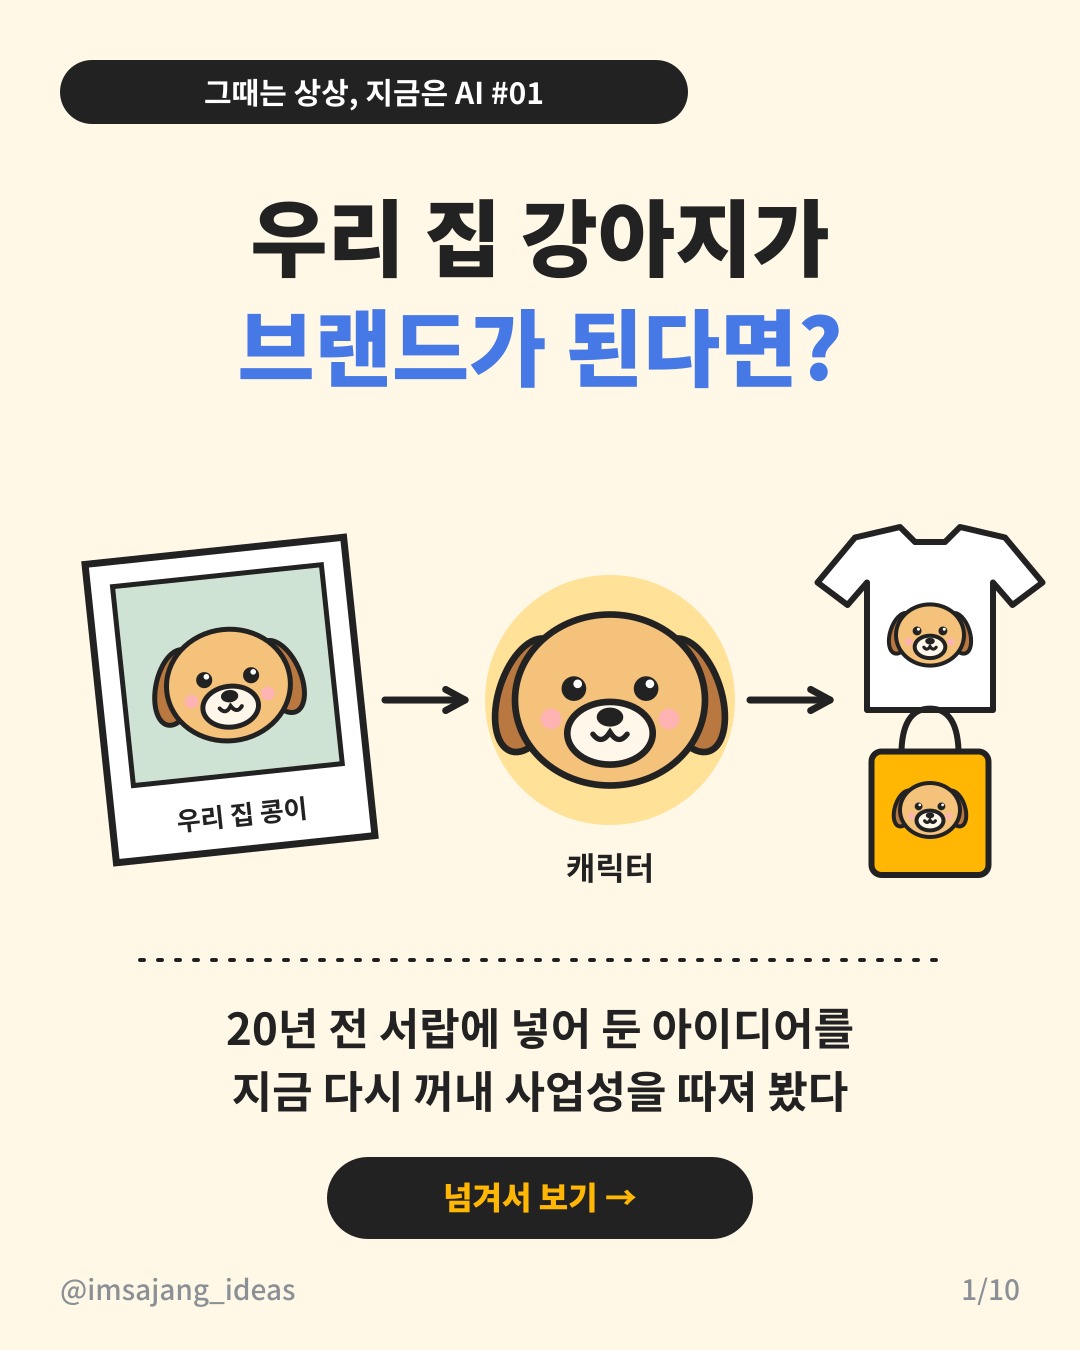 그때는 상상, 지금은 AI #01
우리 집 강아지가
브랜드가 된다면?
우리 집 콩이
캐릭터
20년 전 서랍에 넣어 둔 아이디어를
지금 다시 꺼내 사업성을 따져 봤다
넘겨서 보기 →
@imsajang_ideas
1/10